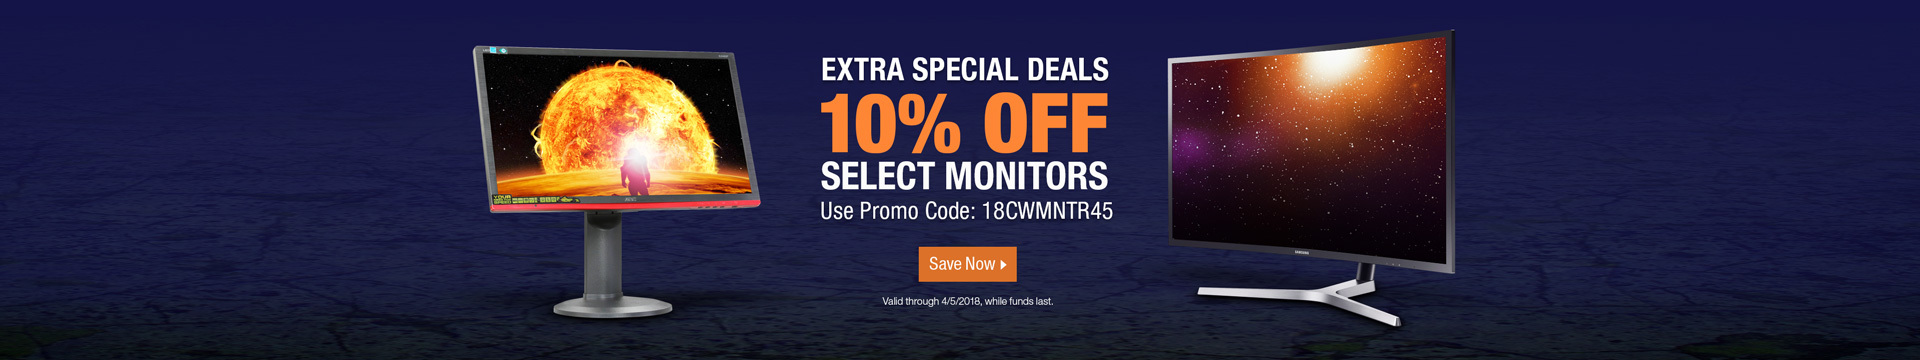 EXTRA SPECIAL DEALS
10% OFF
SELECT MONITORS
Use Promo Code: 18CWMNTR45
Save Now
Valid through 4/5/2018, while funds last.
SAMSUNG